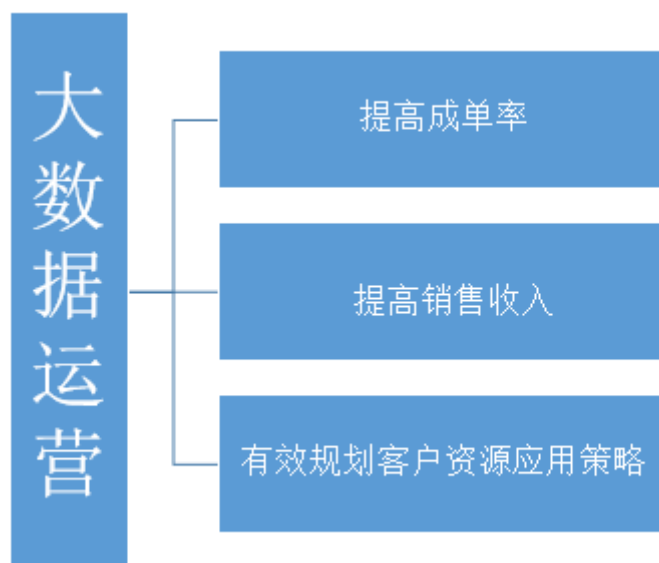 大数据运营
提高成单率
提高销售收入
有效规划客户资源应用策略